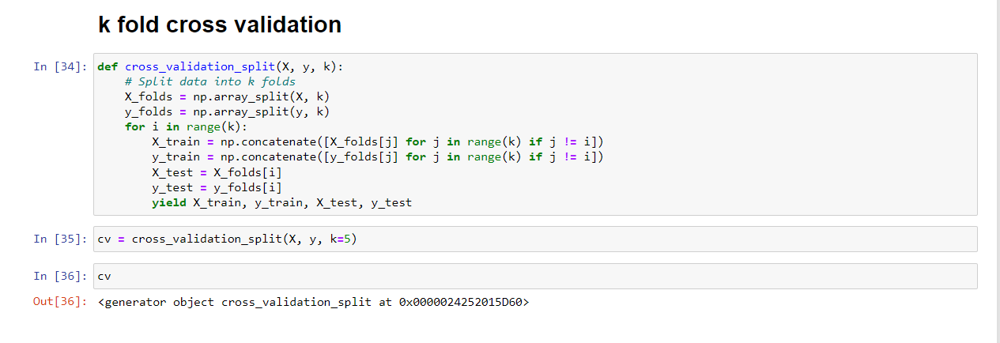 k fold cross validation
In [34]: def cross_validation_split(X, y, k):
    # Split data into k folds
    X_folds = np.array_split(X, k)
    y_folds = np.array_split(y, k)
    for i in range(k):
        X_train = np.concatenate([X_folds[j] for j in range(k) if j != i])
        y_train = np.concatenate([y_folds[j] for j in range(k) if j != i])
        X_test = X_folds[i]
        y_test = y_folds[i]
        yield X_train, y_train, X_test, y_test
In [35]: cv = cross_validation_split(X, y, k=5)
In [36]: cv
Out[36]: <generator object cross_validation_split at 0x0000024252015D60>